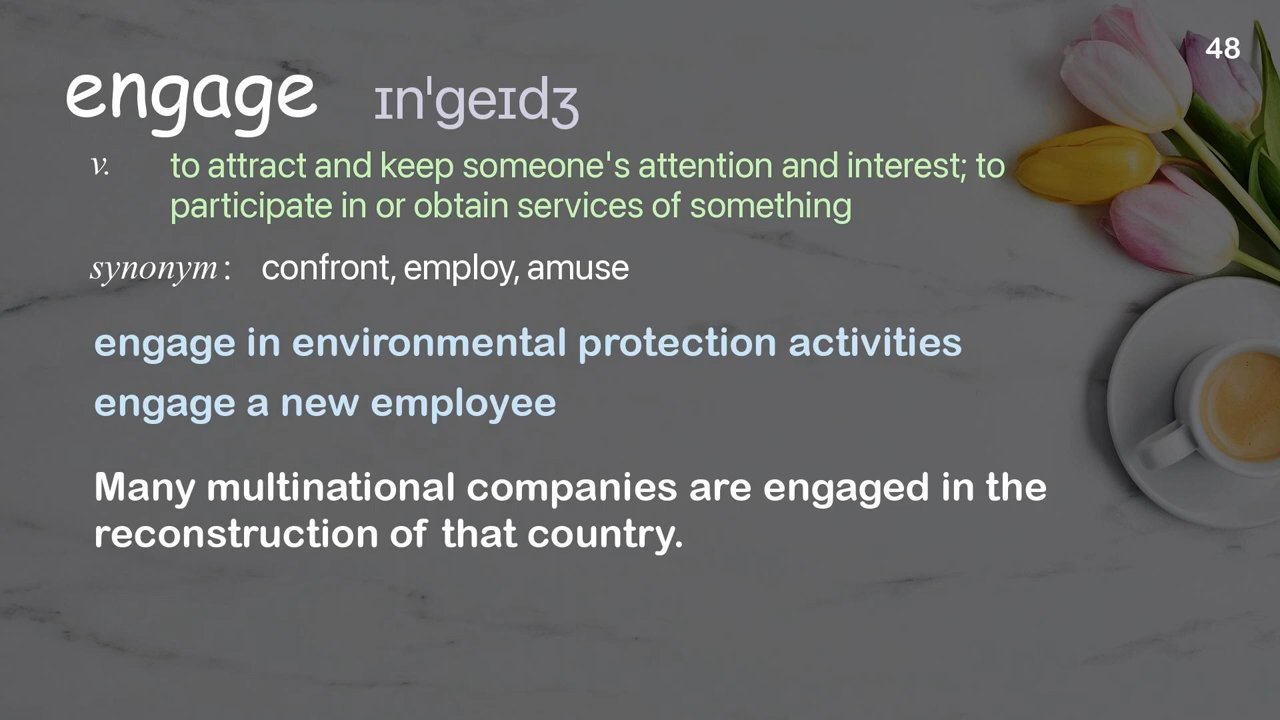 48
engage ɪnˈgeɪdʒ
v. to attract and keep someone's attention and interest; to
participate in or obtain services of something
synonym: confront, employ, amuse
engage in environmental protection activities
engage a new employee
Many multinational companies are engaged in the
reconstruction of that country.